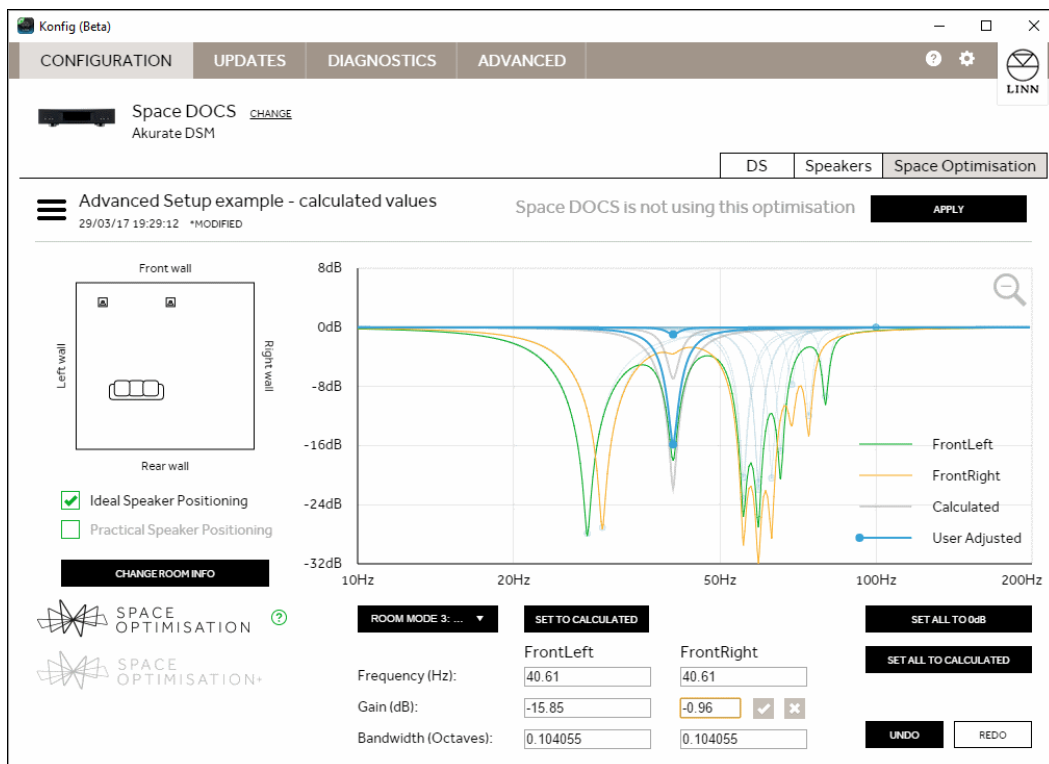 Konfig (Beta)
CONFIGURATION UPDATES DIAGNOSTICS ADVANCED
LINN
Space DOCS CHANGE
Akurate DSM
DS Speakers Space Optimisation
Advanced Setup example - calculated values
29/03/17 19:29:12 *MODIFIED
Space DOCS is not using this optimisation APPLY
Front wall
Left wall
Right wall
Rear wall
Ideal Speaker Positioning
Practical Speaker Positioning
CHANGE ROOM INFO
SPACE
OPTIMISATION
SPACE
OPTIMISATION+
8dB
0dB
-8dB
-16dB
-24dB
-32dB
10Hz 20Hz 50Hz 100Hz 200Hz
FrontLeft
FrontRight
Calculated
User Adjusted
ROOM MODE 3: ... SET TO CALCULATED SET ALL TO 0dB
SET ALL TO CALCULATED
FrontLeft FrontRight
Frequency (Hz): 40.61 40.61
Gain (dB): -15.85 -0.96
Bandwidth (Octaves): 0.104055 0.104055
UNDO REDO